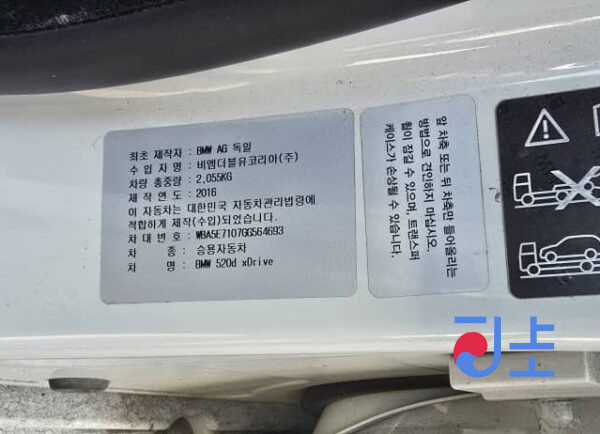 최초 제작자 : BMW AG 독일
수 입 자 명 : 비엠더블유코리아(주)
차량 총중량 : 2,055KG
제 작 연 도 : 2016
이 자동차는 대한민국 자동차관리법령에
적합하게 제작(수입)되었습니다.
차 대 번 호 : WBA5E7107GG564693
차 종 : 승용자동차
차 명 : BMW 520d xDrive
앞 차축 또는 뒤 차축만 들어올리는
방법으로 견인하지 마십시오.
휠이 잠길 수 있으며, 트랜스퍼
케이스가 손상될 수 있습니다.